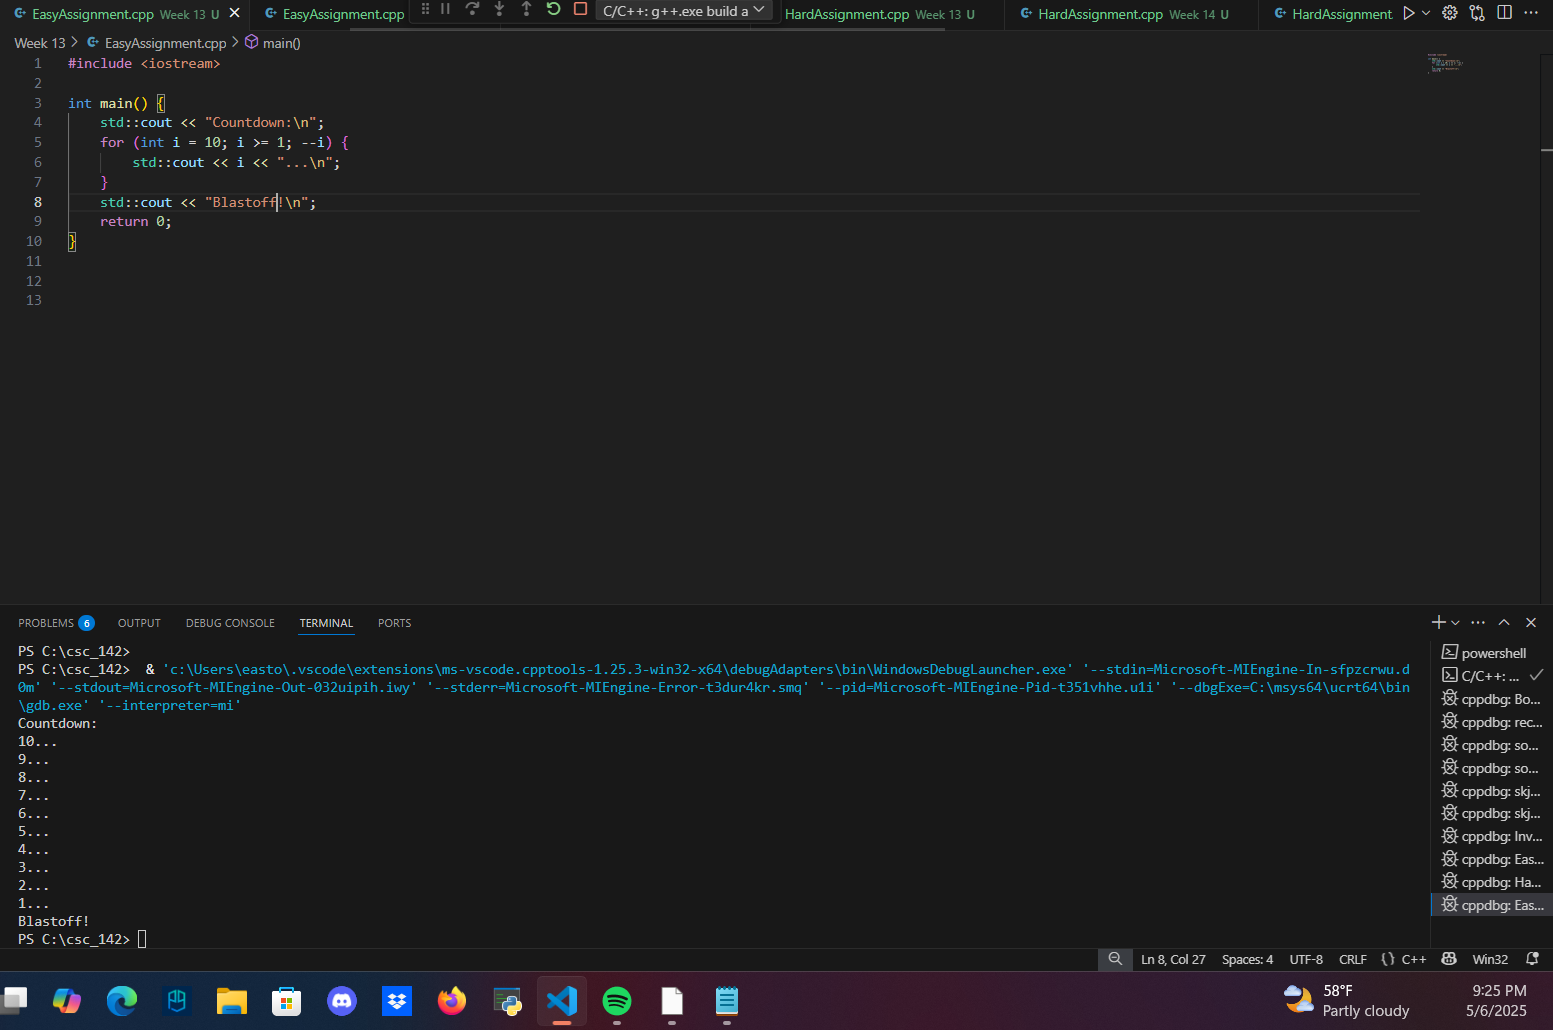 EasyAssignment.cpp Week 13 U EasyAssignment.cpp C/C++: g++.exe build a HardAssignment.cpp Week 13 U HardAssignment.cpp Week 14 U HardAssignment
Week 13 > EasyAssignment.cpp > main()
1 #include <iostream>
2
3 int main() {
4 std::cout << "Countdown:\n";
5 for (int i = 10; i >= 1; --i) {
6 std::cout << i << "...\n";
7 }
8 std::cout << "Blastoff!\n";
9 return 0;
10 }
11
12
13
PROBLEMS 6 OUTPUT DEBUG CONSOLE TERMINAL PORTS
PS C:\csc_142>
PS C:\csc_142> & 'c:\Users\easto\.vscode\extensions\ms-vscode.cpptools-1.25.3-win32-x64\debugAdapters\bin\WindowsDebugLauncher.exe' '--stdin=Microsoft-MIEngine-In-sfpzcrwu.d
0m' '--stdout=Microsoft-MIEngine-Out-032uipih.iwy' '--stderr=Microsoft-MIEngine-Error-t3dur4kr.smq' '--pid=Microsoft-MIEngine-Pid-t351vhhe.u1i' '--dbgExe=C:\msys64\ucrt64\bin
\gdb.exe' '--interpreter=mi'
Countdown:
10...
9...
8...
7...
6...
5...
4...
3...
2...
1...
Blastoff!
PS C:\csc_142>
powershell
C/C++: ...
cppdbg: Bo...
cppdbg: rec...
cppdbg: so...
cppdbg: so...
cppdbg: skj...
cppdbg: skj...
cppdbg: Inv...
cppdbg: Eas...
cppdbg: Ha...
cppdbg: Eas...
Ln 8, Col 27 Spaces: 4 UTF-8 CRLF {} C++ Win32
58°F
Partly cloudy
9:25 PM
5/6/2025